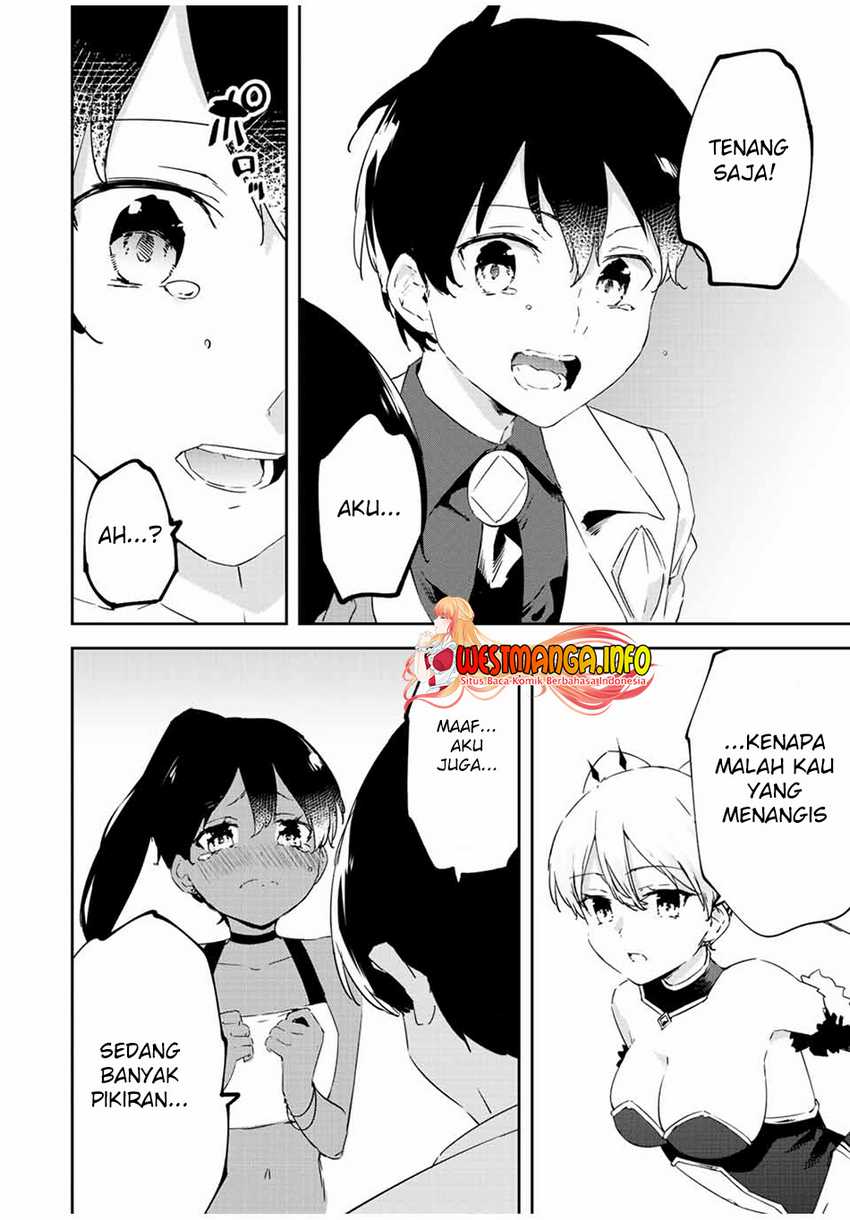 TENANG
SAJA!
AKU...
ポロッ
AH...?
WESTMANGA.INFO
Situs Baca Komik Berbahasa Indonesia
...KENAPA
MALAH KAU
YANG
MENANGIS
MAAF...
AKU
JUGA...
SEDANG
BANYAK
PIKIRAN...